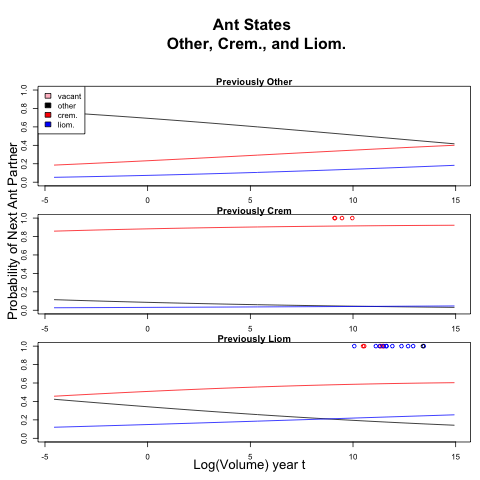 Ant States
Other, Crem., and Liom.
Previously Other
vacant
other
crem.
liom.
0.0 0.2 0.4 0.6 0.8 1.0
-5 0 5 10 15
Probability of Next Ant Partner
Previously Crem
0.0 0.2 0.4 0.6 0.8 1.0
-5 0 5 10 15
Previously Liom
0.0 0.2 0.4 0.6 0.8 1.0
-5 0 5 10 15
Log(Volume) year t